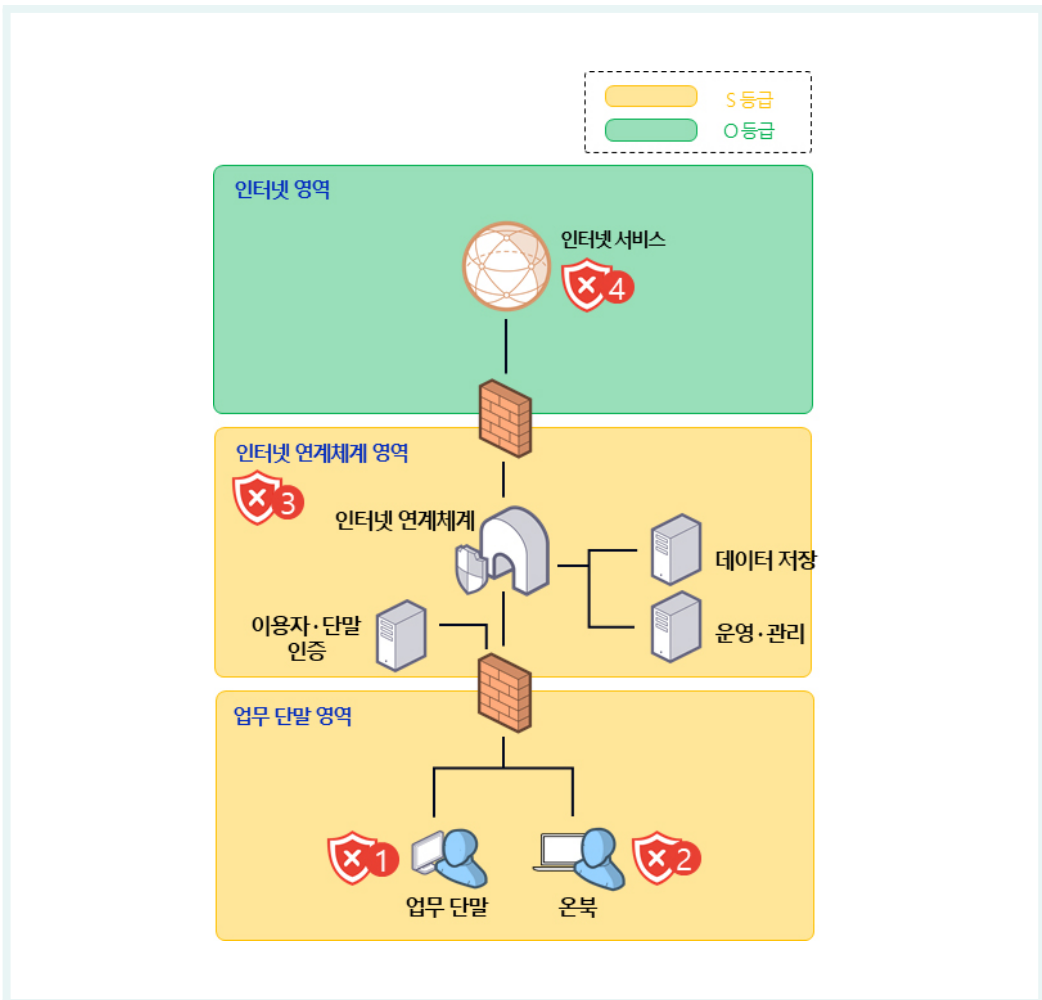 S 등급
O 등급
인터넷 영역
인터넷 서비스
4
인터넷 연계체계 영역
3
인터넷 연계체계
데이터 저장
이용자·단말
인증
운영·관리
업무 단말 영역
1
2
업무 단말
온북